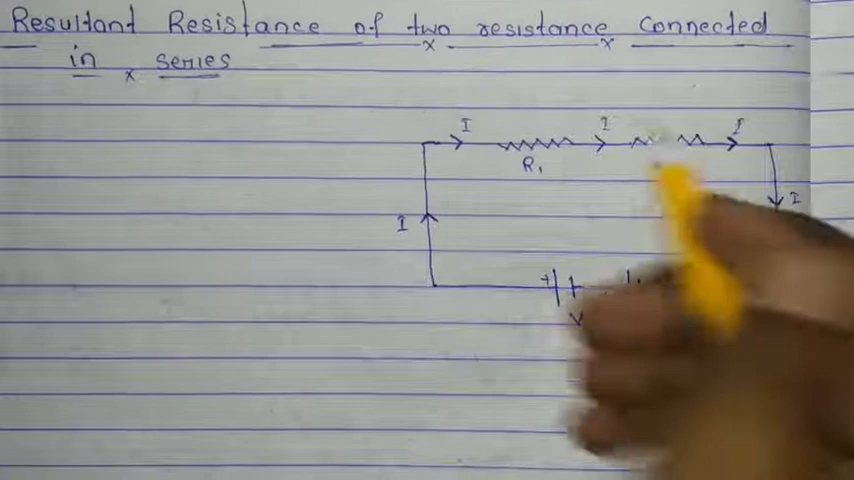 Resultant Resistance of two resistance Connected
in series
I I I
R1
I
I
+
V